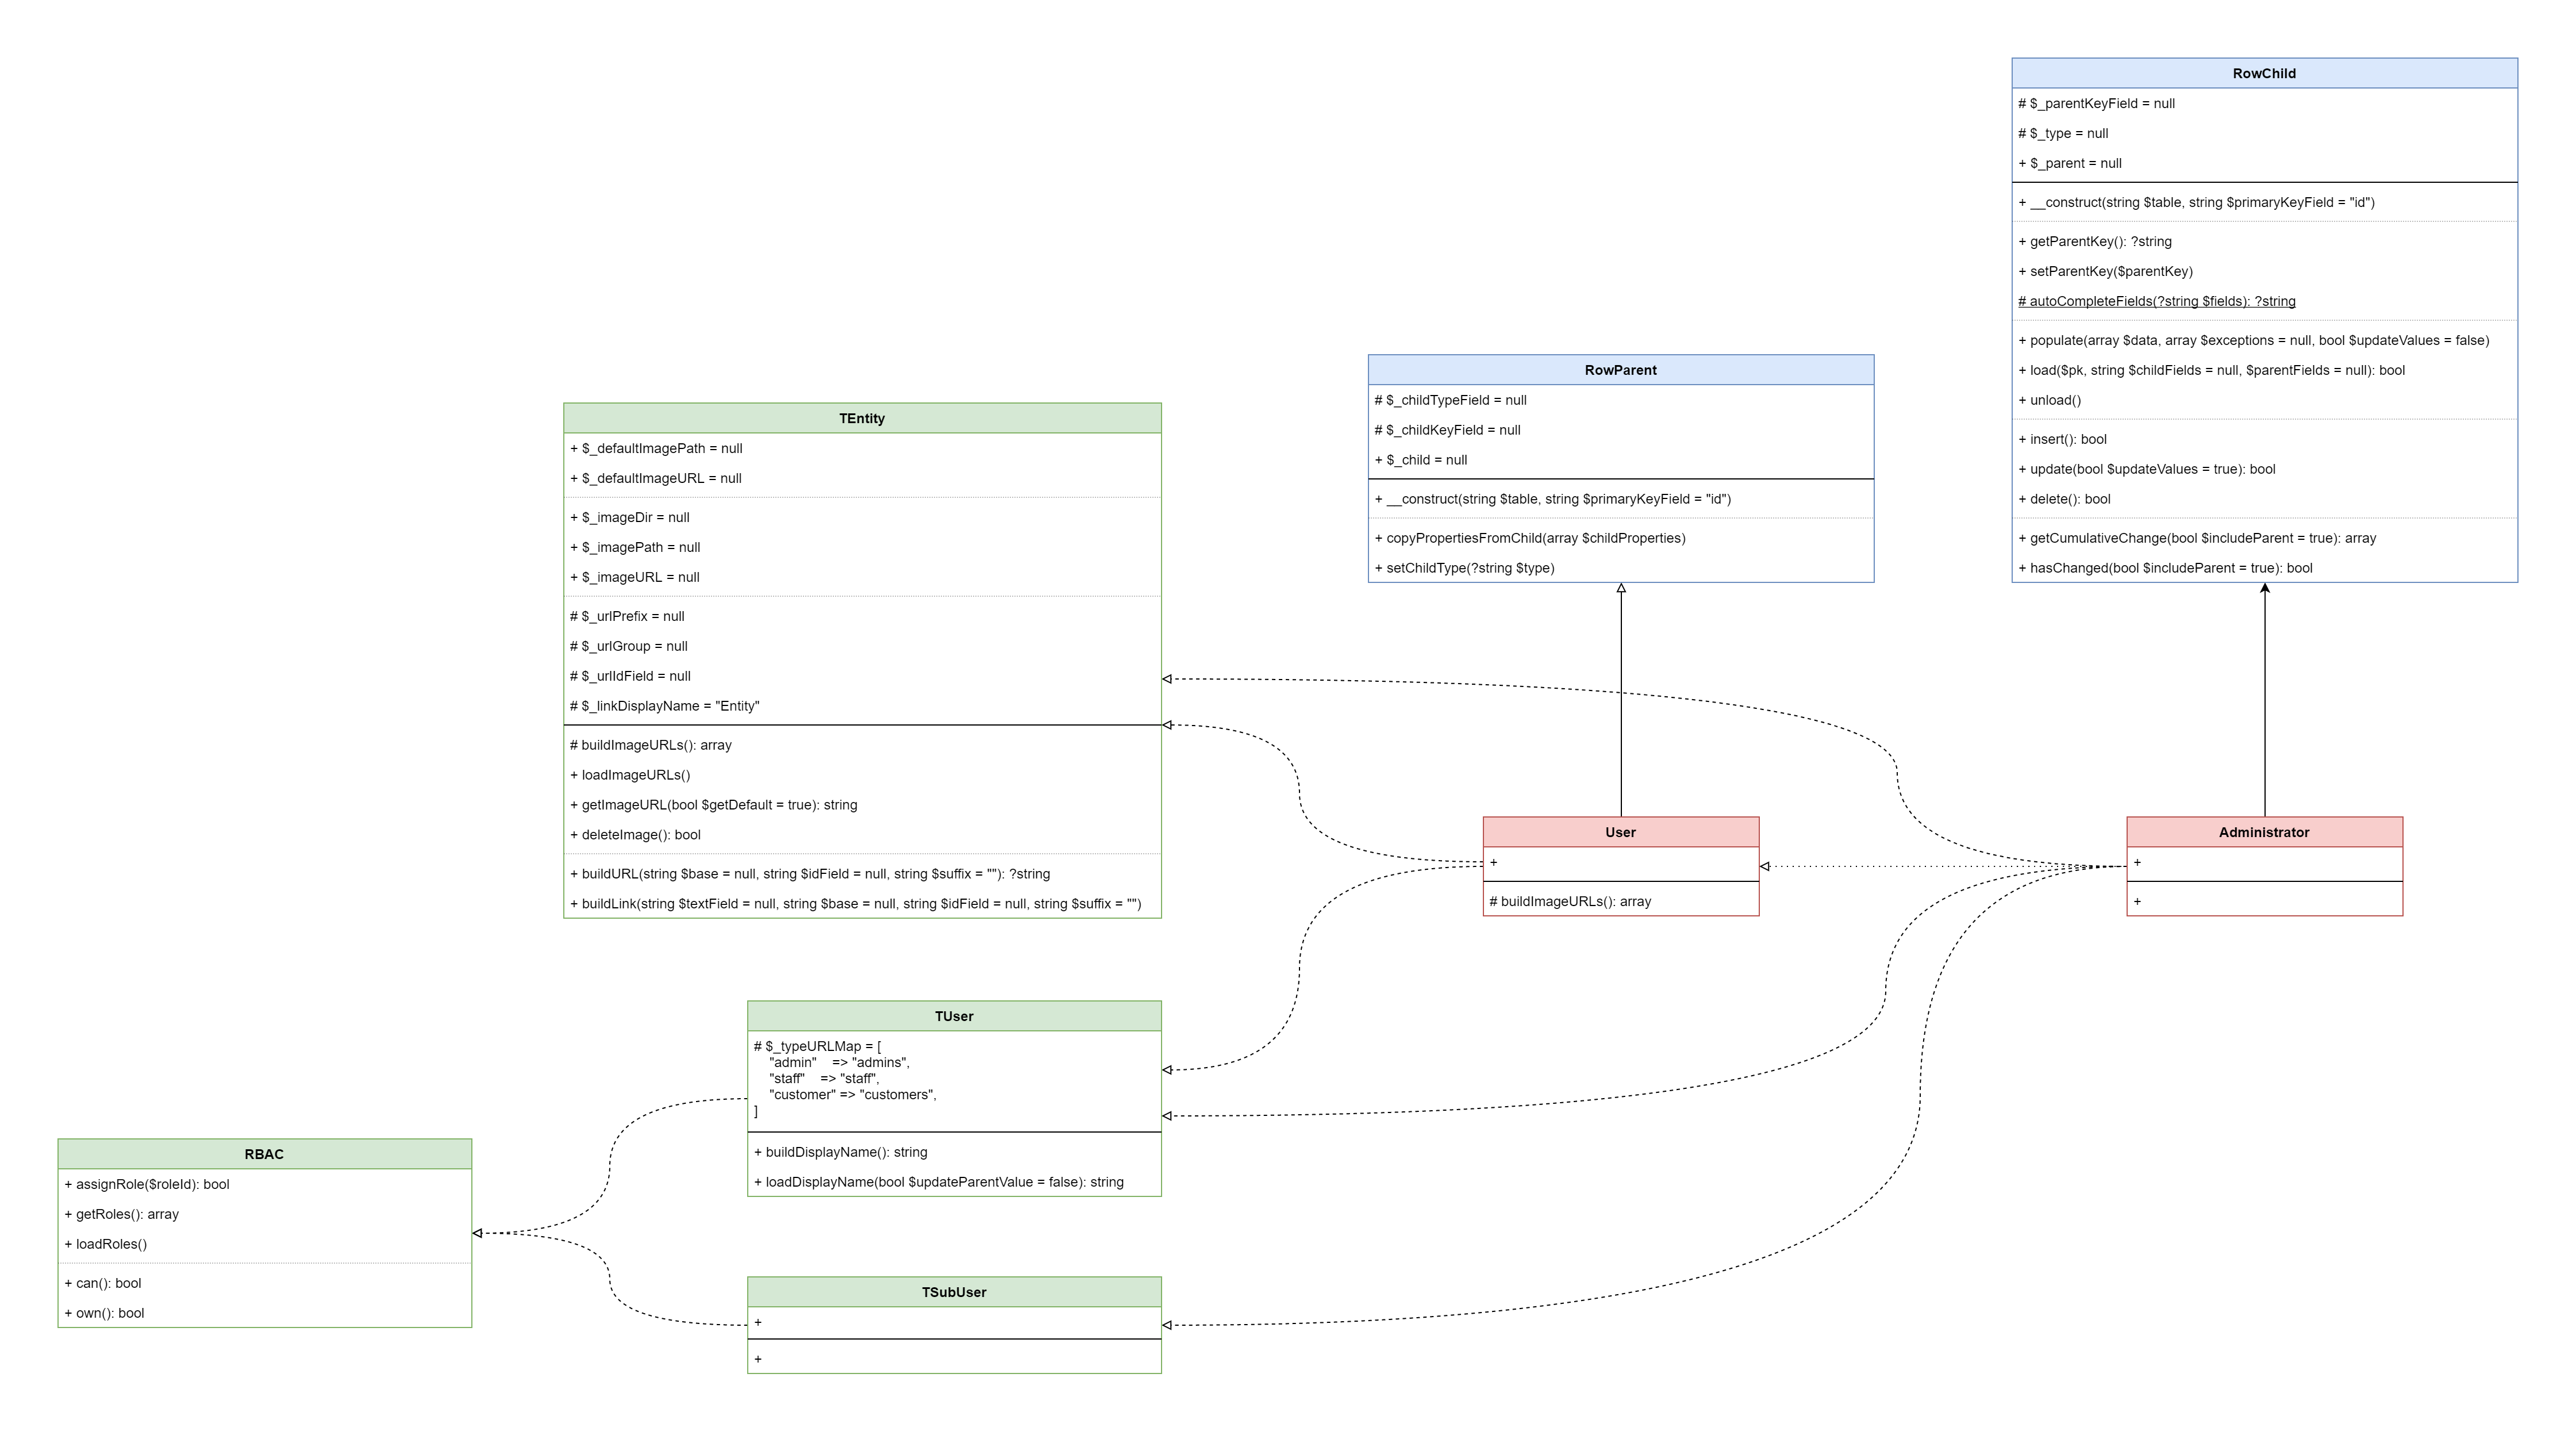 RowChild
# $_parentKeyField = null
# $_type = null
+ $_parent = null
+ __construct(string $table, string $primaryKeyField = "id")
+ getParentKey(): ?string
+ setParentKey($parentKey)
# autoCompleteFields(?string $fields): ?string
+ populate(array $data, array $exceptions = null, bool $updateValues = false)
+ load($pk, string $childFields = null, $parentFields = null): bool
+ unload()
+ insert(): bool
+ update(bool $updateValues = true): bool
+ delete(): bool
+ getCumulativeChange(bool $includeParent = true): array
+ hasChanged(bool $includeParent = true): bool
RowParent
# $_childTypeField = null
# $_childKeyField = null
+ $_child = null
+ __construct(string $table, string $primaryKeyField = "id")
+ copyPropertiesFromChild(array $childProperties)
+ setChildType(?string $type)
TEntity
+ $_defaultImagePath = null
+ $_defaultImageURL = null
+ $_imageDir = null
+ $_imagePath = null
+ $_imageURL = null
# $_urlPrefix = null
# $_urlGroup = null
# $_urlIdField = null
# $_linkDisplayName = "Entity"
# buildImageURLs(): array
+ loadImageURLs()
+ getImageURL(bool $getDefault = true): string
+ deleteImage(): bool
+ buildURL(string $base = null, string $idField = null, string $suffix = ""): ?string
+ buildLink(string $textField = null, string $base = null, string $idField = null, string $suffix = "")
User
+
# buildImageURLs(): array
Administrator
+
+
TUser
# $_typeURLMap = [
"admin" => "admins",
"staff" => "staff",
"customer" => "customers",
]
+ buildDisplayName(): string
+ loadDisplayName(bool $updateParentValue = false): string
RBAC
+ assignRole($roleId): bool
+ getRoles(): array
+ loadRoles()
+ can(): bool
+ own(): bool
TSubUser
+
+